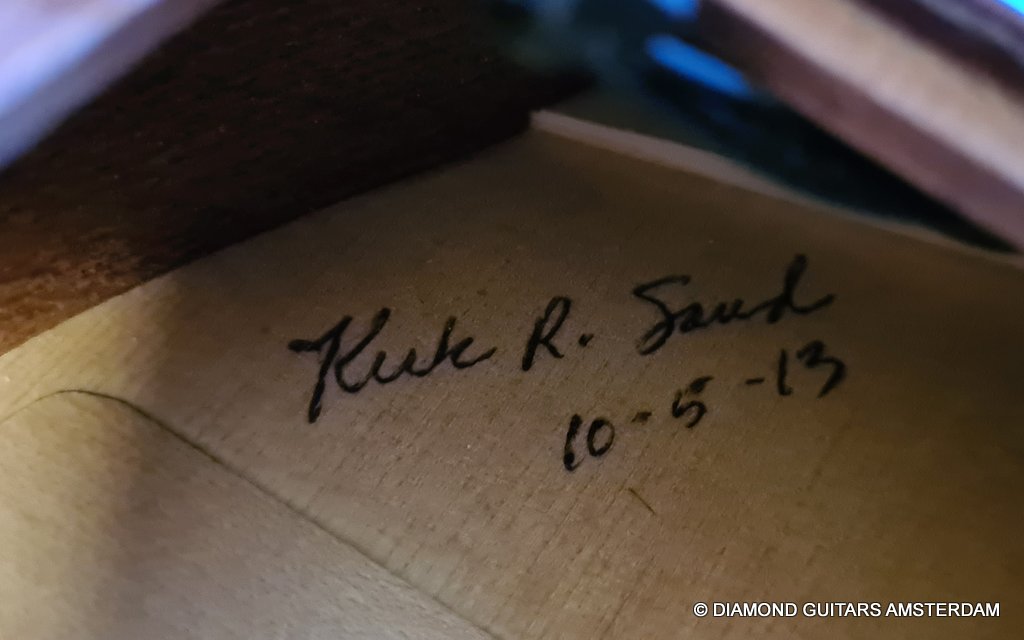 Kirk R. Sand
10-5-13
© DIAMOND GUITARS AMSTERDAM